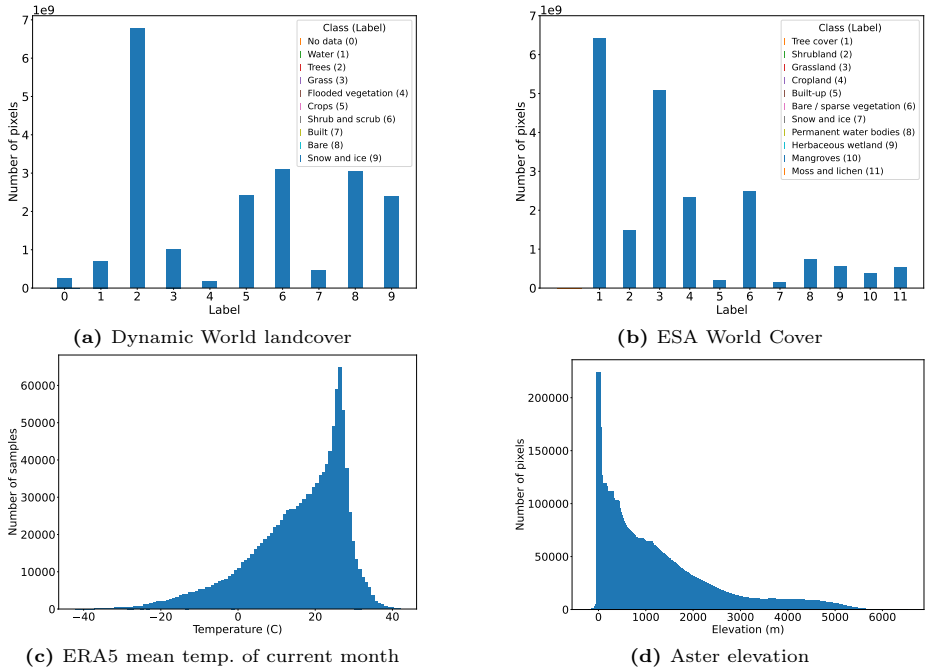 1e9
7
6
5
4
3
2
1
0
Number of pixels
Class (Label)
No data (0)
Water (1)
Trees (2)
Grass (3)
Flooded vegetation (4)
Crops (5)
Shrub and scrub (6)
Built (7)
Bare (8)
Snow and ice (9)
0 1 2 3 4 5 6 7 8 9
Label
(a) Dynamic World landcover
1e9
7
6
5
4
3
2
1
0
Number of pixels
Class (Label)
Tree cover (1)
Shrubland (2)
Grassland (3)
Cropland (4)
Built-up (5)
Bare / sparse vegetation (6)
Snow and ice (7)
Permanent water bodies (8)
Herbaceous wetland (9)
Mangroves (10)
Moss and lichen (11)
1 2 3 4 5 6 7 8 9 10 11
Label
(b) ESA World Cover
60000
50000
40000
30000
20000
10000
0
Number of samples
−40 −20 0 20 40
Temperature (C)
(c) ERA5 mean temp. of current month
200000
150000
100000
50000
0
Number of pixels
0 1000 2000 3000 4000 5000 6000
Elevation (m)
(d) Aster elevation